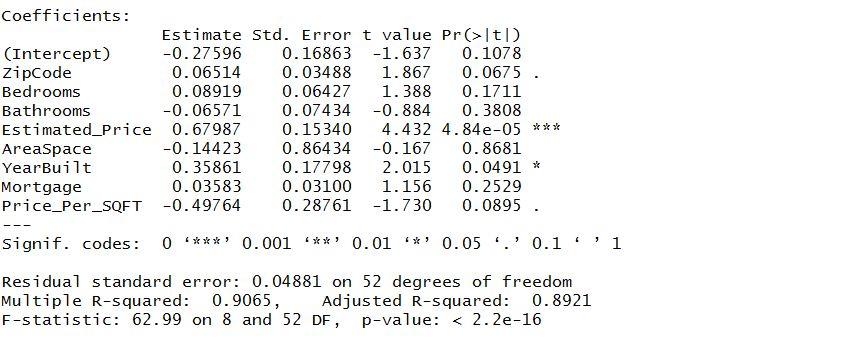 Coefficients:
Estimate Std. Error t value Pr(>|t|)
(Intercept) -0.27596 0.16863 -1.637 0.1078
ZipCode 0.06514 0.03488 1.867 0.0675 .
Bedrooms 0.08919 0.06427 1.388 0.1711
Bathrooms -0.06571 0.07434 -0.884 0.3808
Estimated_Price 0.67987 0.15340 4.432 4.84e-05 ***
AreaSpace -0.14423 0.86434 -0.167 0.8681
YearBuilt 0.35861 0.17798 2.015 0.0491 *
Mortgage 0.03583 0.03100 1.156 0.2529
Price_Per_SQFT -0.49764 0.28761 -1.730 0.0895 .
---
Signif. codes: 0 ‘***’ 0.001 ‘**’ 0.01 ‘*’ 0.05 ‘.’ 0.1 ‘ ’ 1
Residual standard error: 0.04881 on 52 degrees of freedom
Multiple R-squared: 0.9065, Adjusted R-squared: 0.8921
F-statistic: 62.99 on 8 and 52 DF, p-value: < 2.2e-16